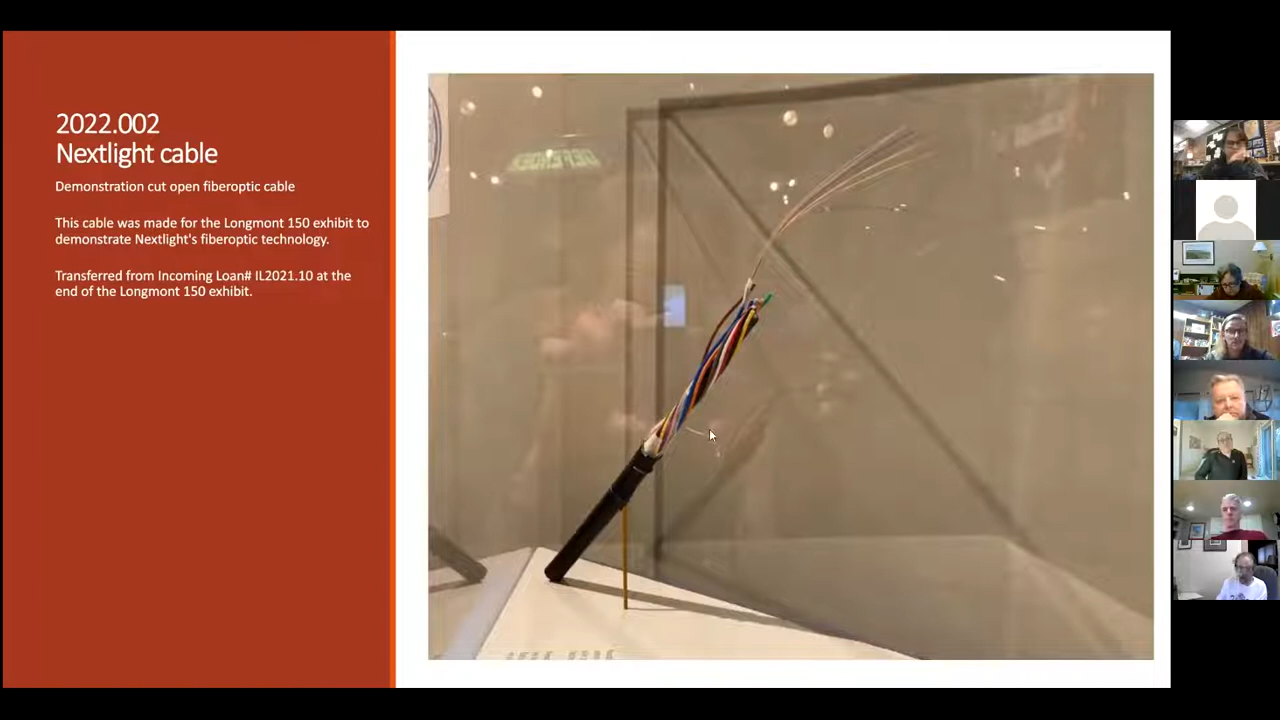 2022.002
Nextlight cable
Demonstration cut open fiberoptic cable
This cable was made for the Longmont 150 exhibit to
demonstrate Nextlight's fiberoptic technology.
Transferred from Incoming Loan# IL2021.10 at the
end of the Longmont 150 exhibit.